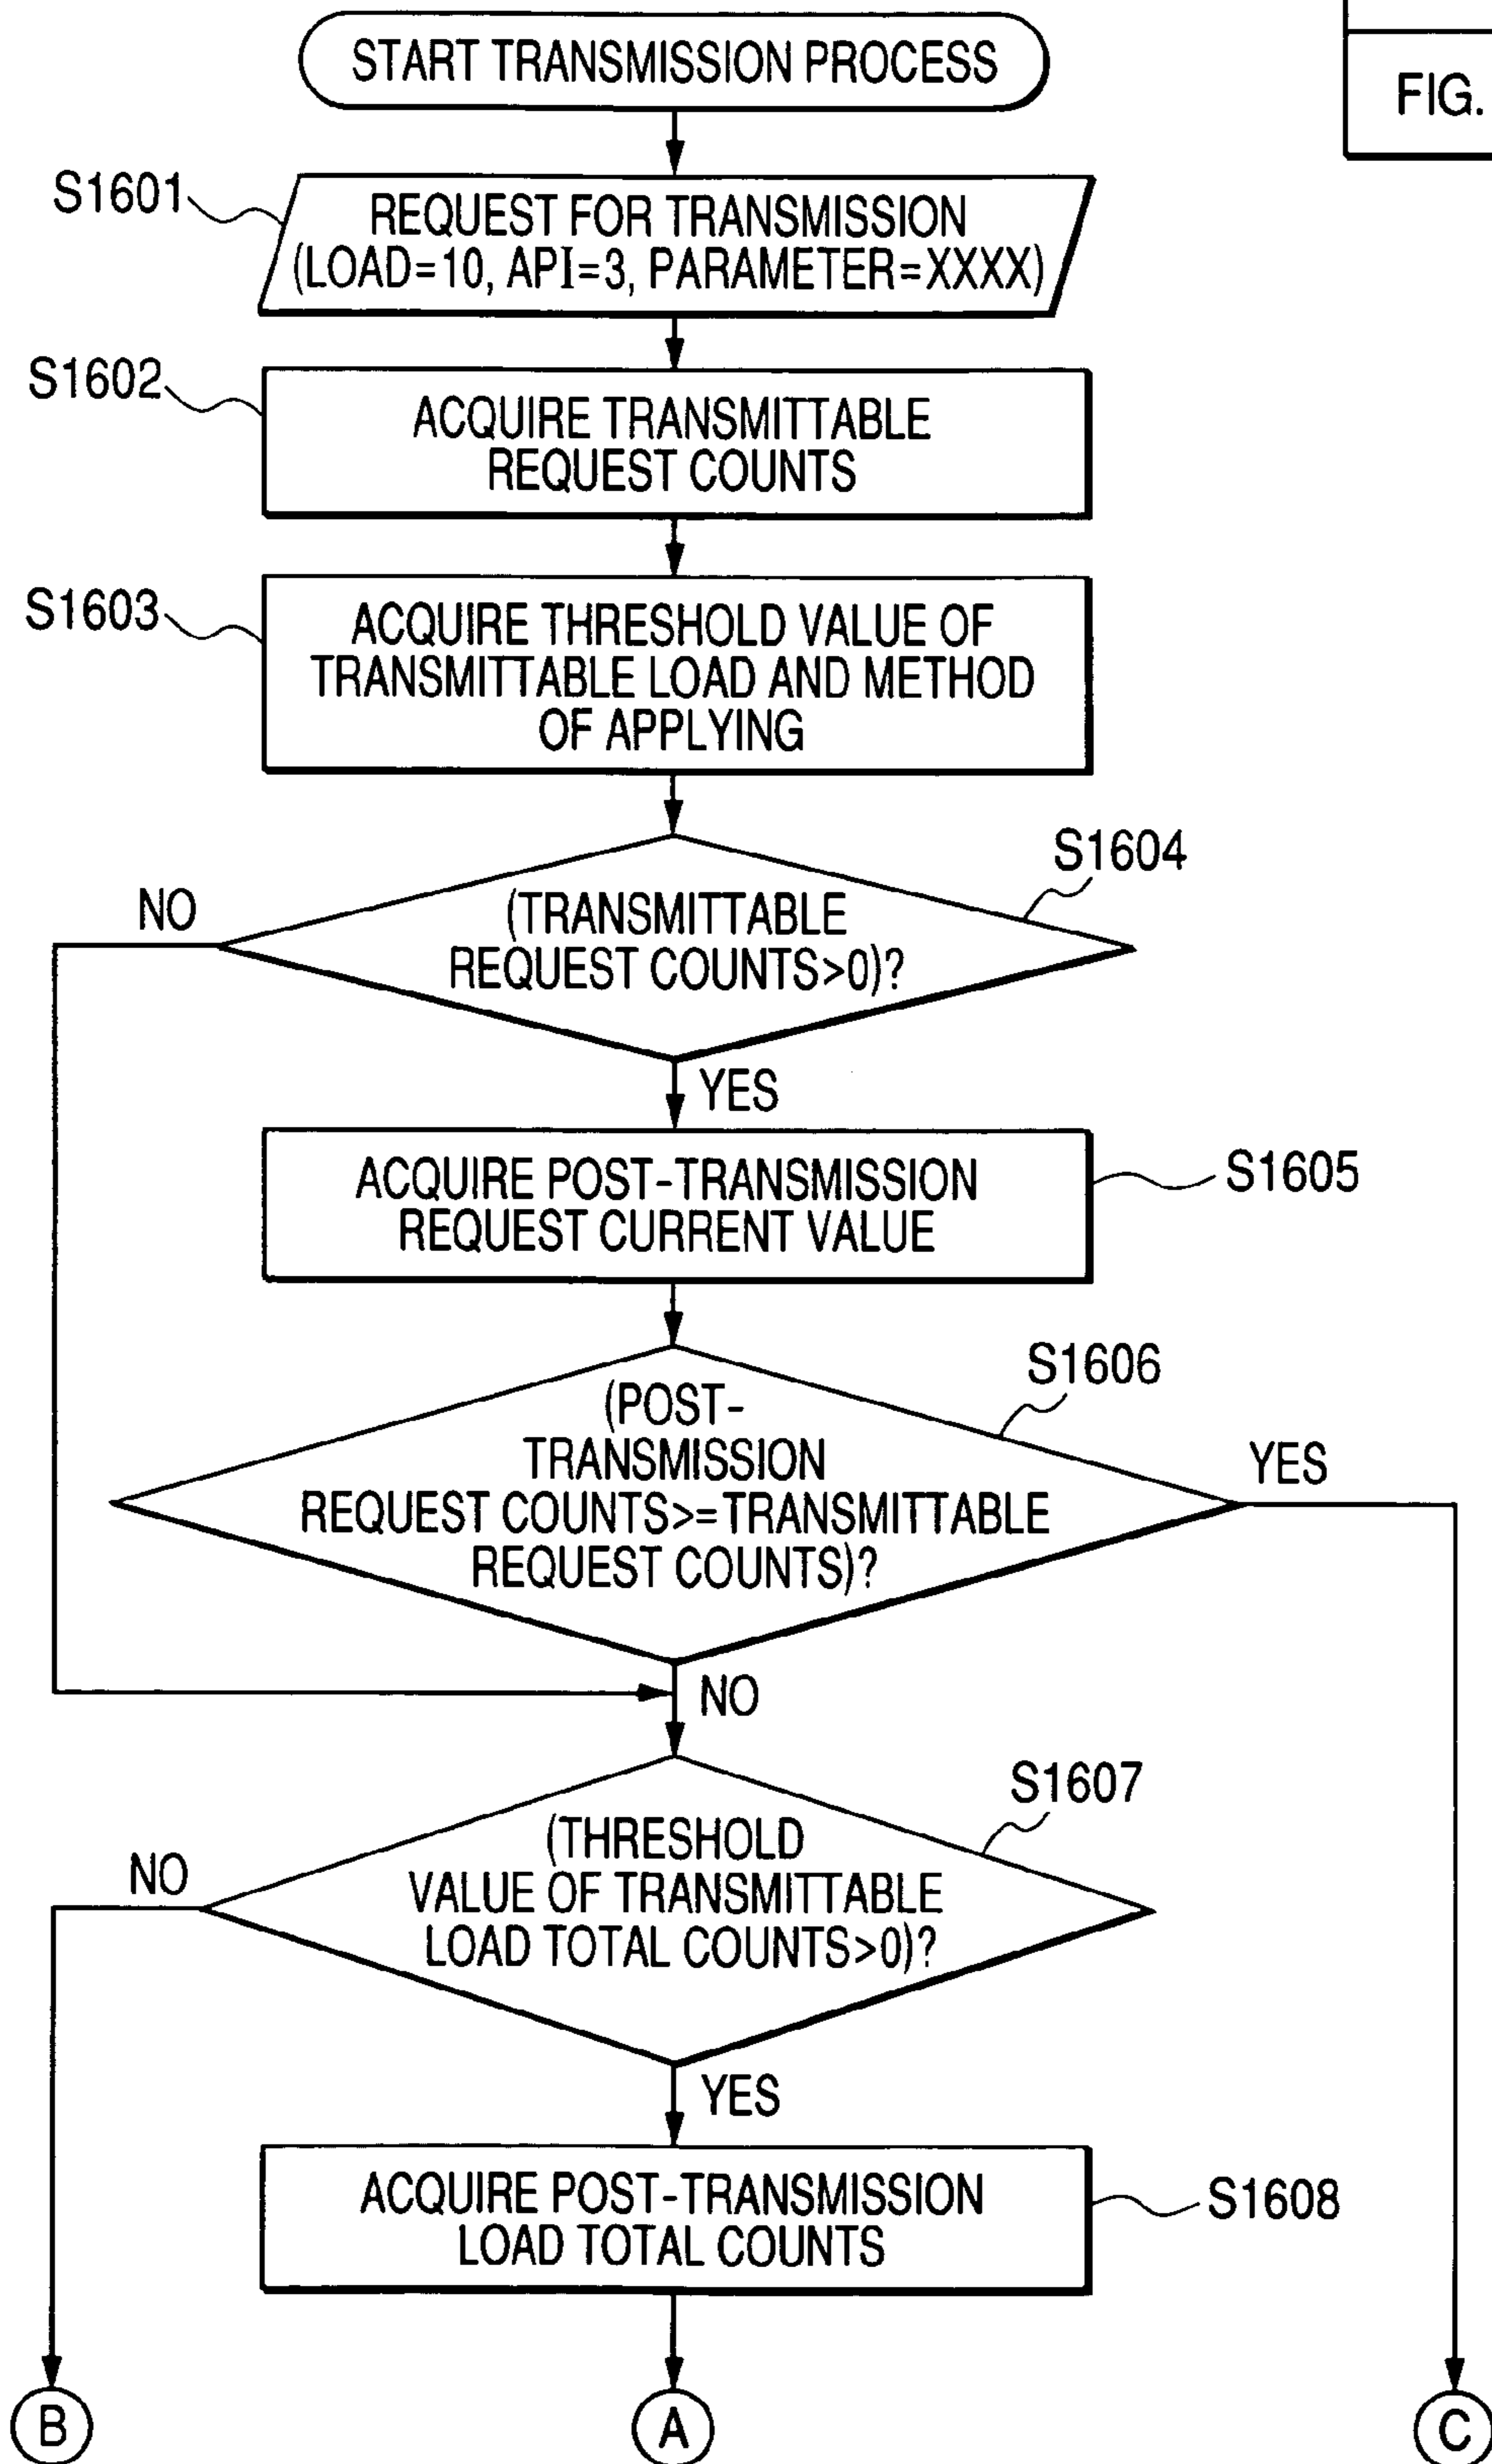 FIG.
START TRANSMISSION PROCESS
S1601
REQUEST FOR TRANSMISSION
(LOAD=10, API=3, PARAMETER=XXXX)
S1602
ACQUIRE TRANSMITTABLE
REQUEST COUNTS
S1603
ACQUIRE THRESHOLD VALUE OF
TRANSMITTABLE LOAD AND METHOD
OF APPLYING
S1604
NO
(TRANSMITTABLE
REQUEST COUNTS>0)?
YES
ACQUIRE POST-TRANSMISSION
REQUEST CURRENT VALUE
S1605
S1606
(POST-
TRANSMISSION
REQUEST COUNTS>=TRANSMITTABLE
REQUEST COUNTS)?
YES
NO
S1607
NO
(THRESHOLD
VALUE OF TRANSMITTABLE
LOAD TOTAL COUNTS>0)?
YES
ACQUIRE POST-TRANSMISSION
LOAD TOTAL COUNTS
S1608
B
A
C